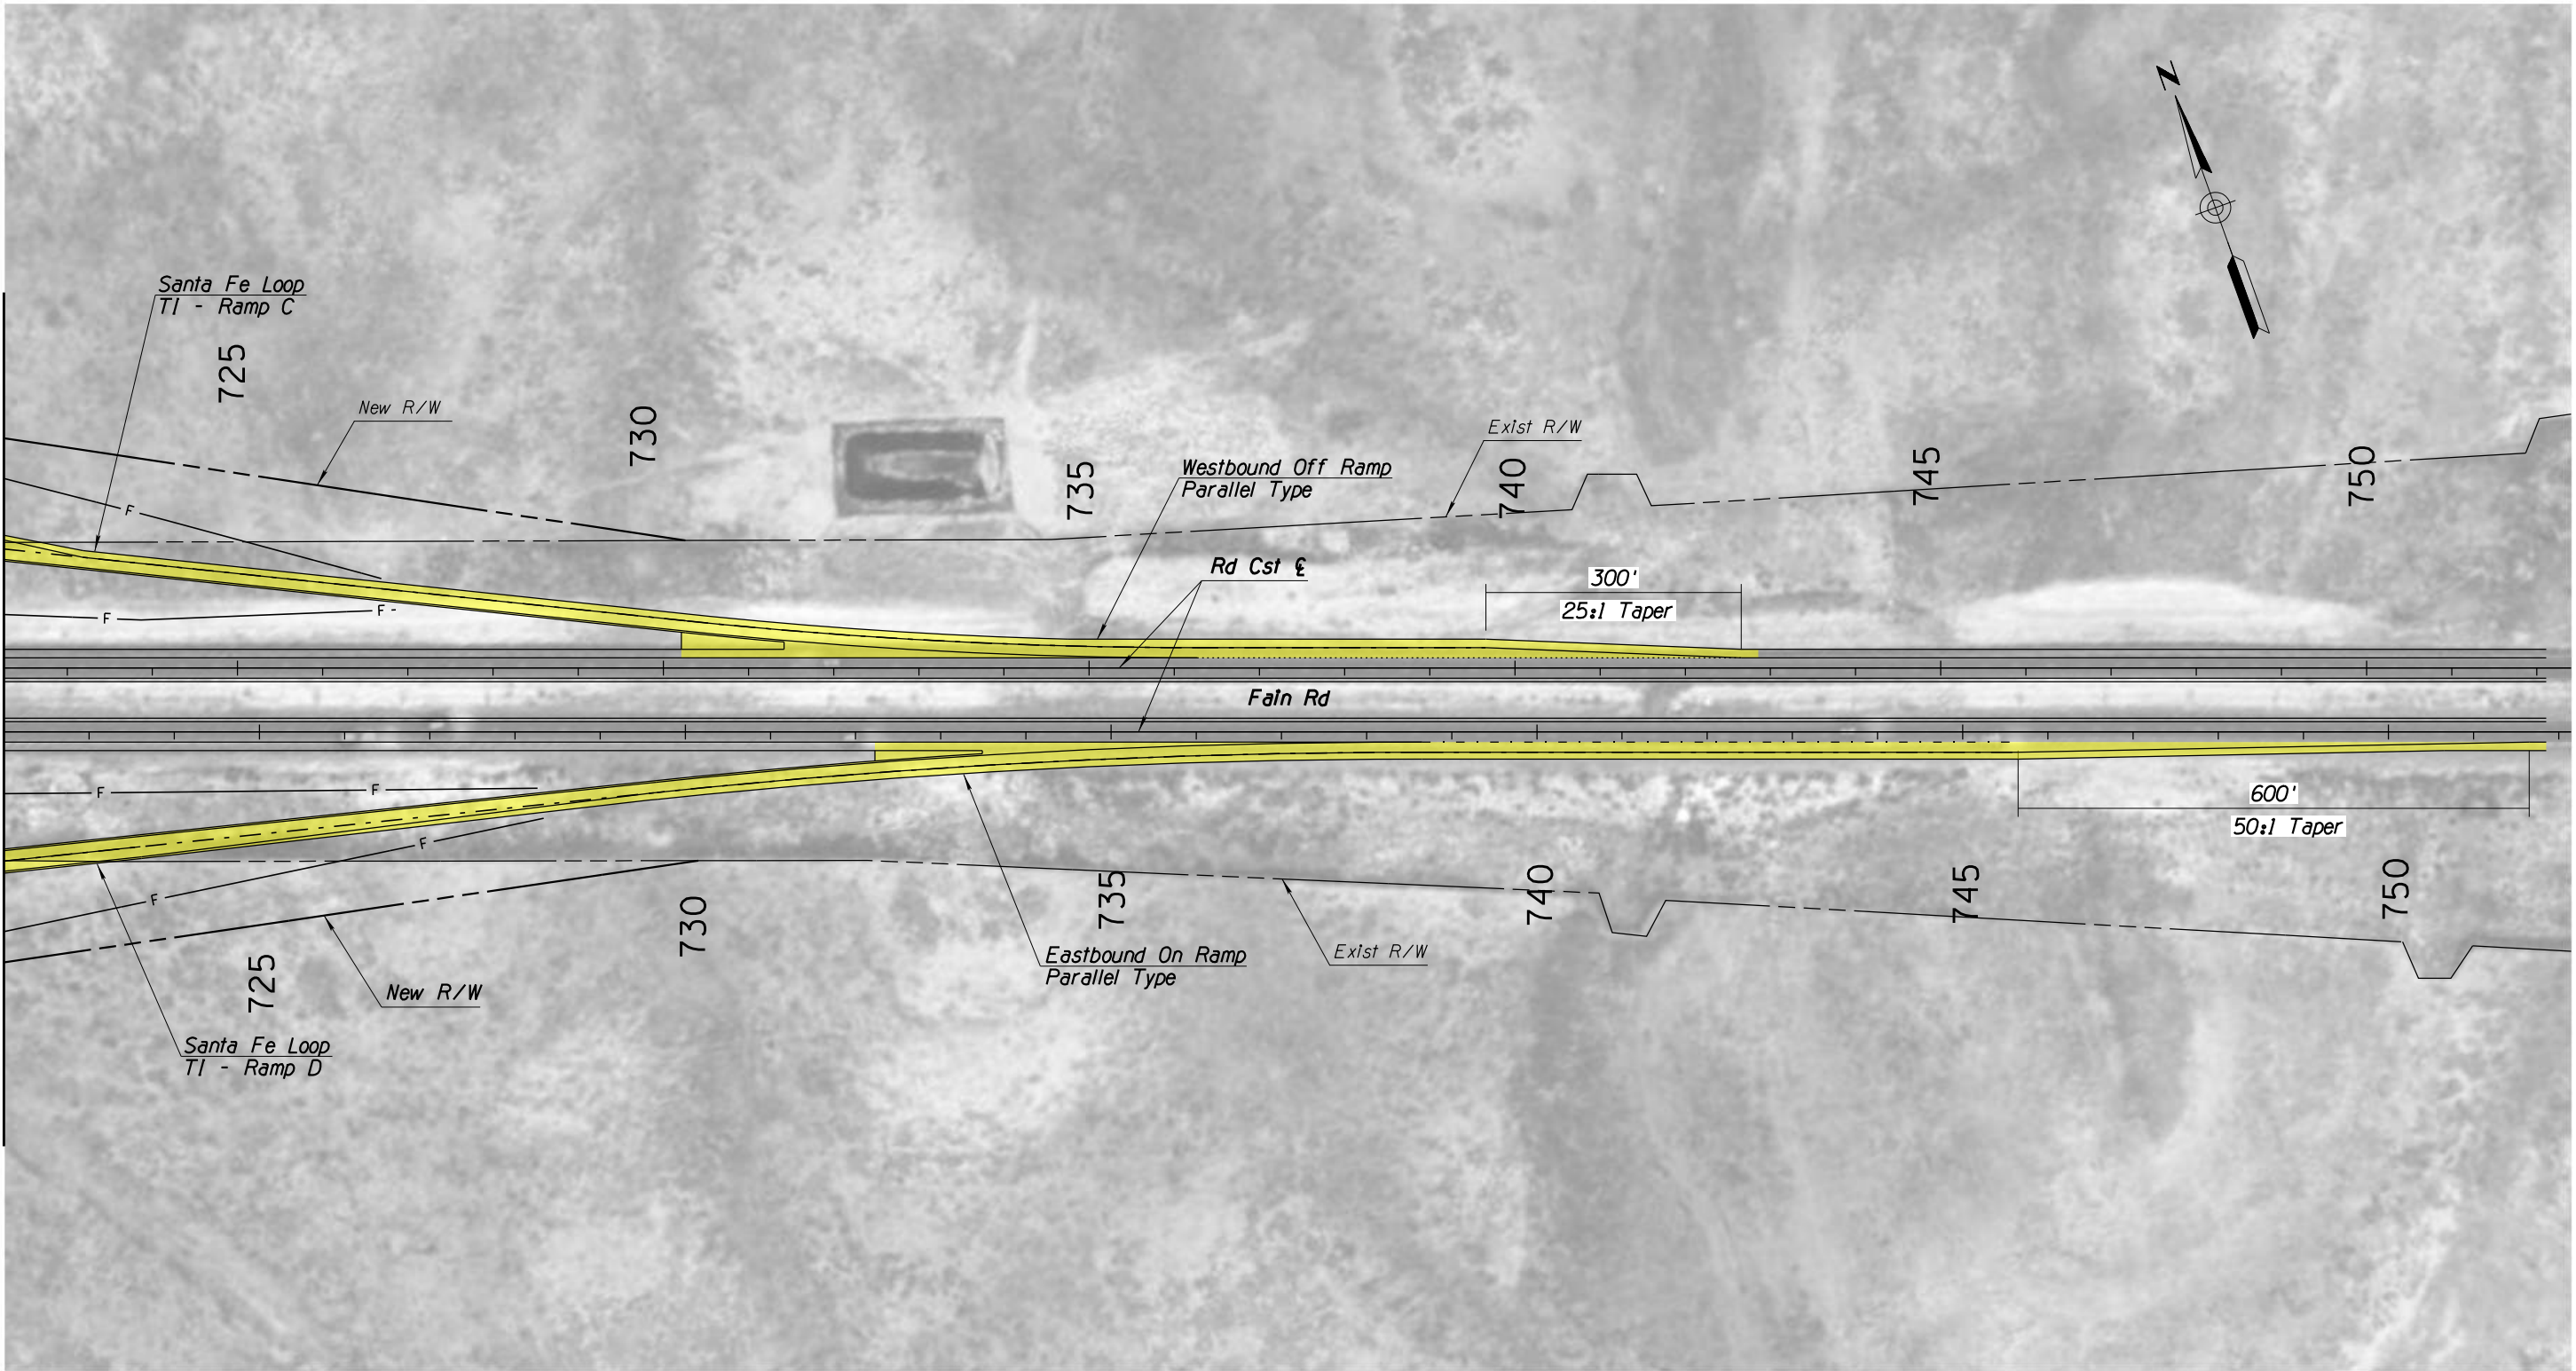 N
Santa Fe Loop
TI - Ramp C
725
New R/W
730
735
Westbound Off Ramp
Parallel Type
Exist R/W
740
745
750
F
F
F -
Rd Cst ℄
300'
25:1 Taper
Fain Rd
F
F
F
F
600'
50:1 Taper
725
730
735
740
745
750
New R/W
Eastbound On Ramp
Parallel Type
Exist R/W
Santa Fe Loop
TI - Ramp D